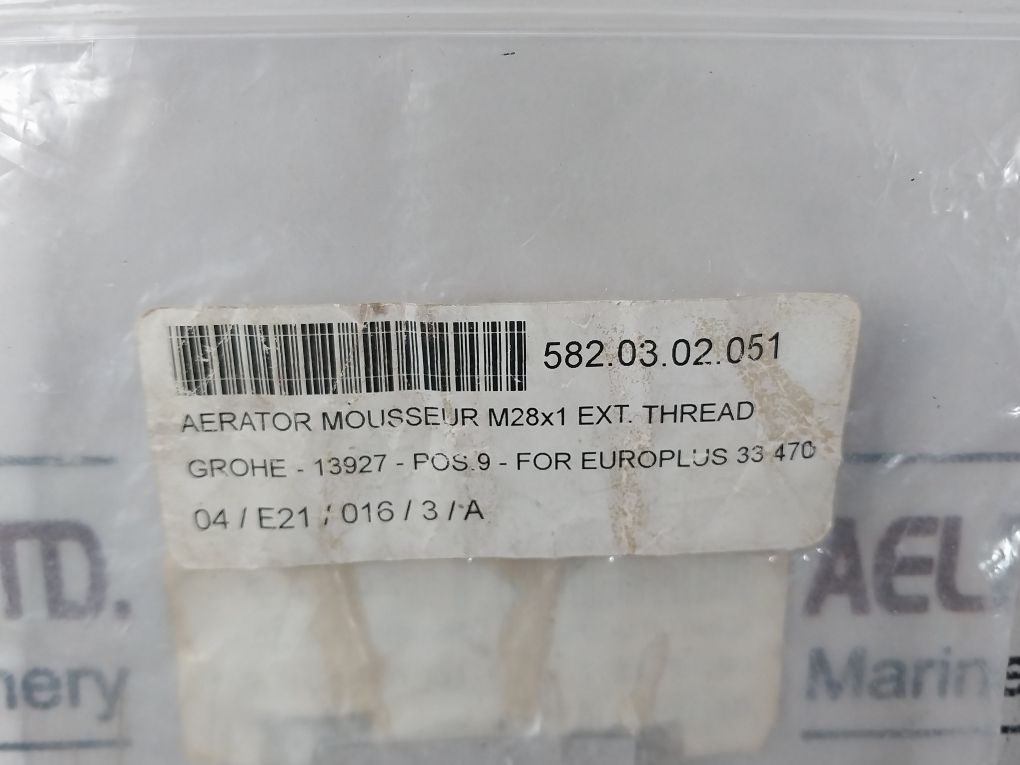 582.03.02.051
AERATOR MOUSSEUR M28x1 EXT. THREAD
GROHE - 13927 - POS.9 - FOR EUROPLUS 33 470
04 / E21 / 016 / 3 / A
TD. AEL
nery Marin